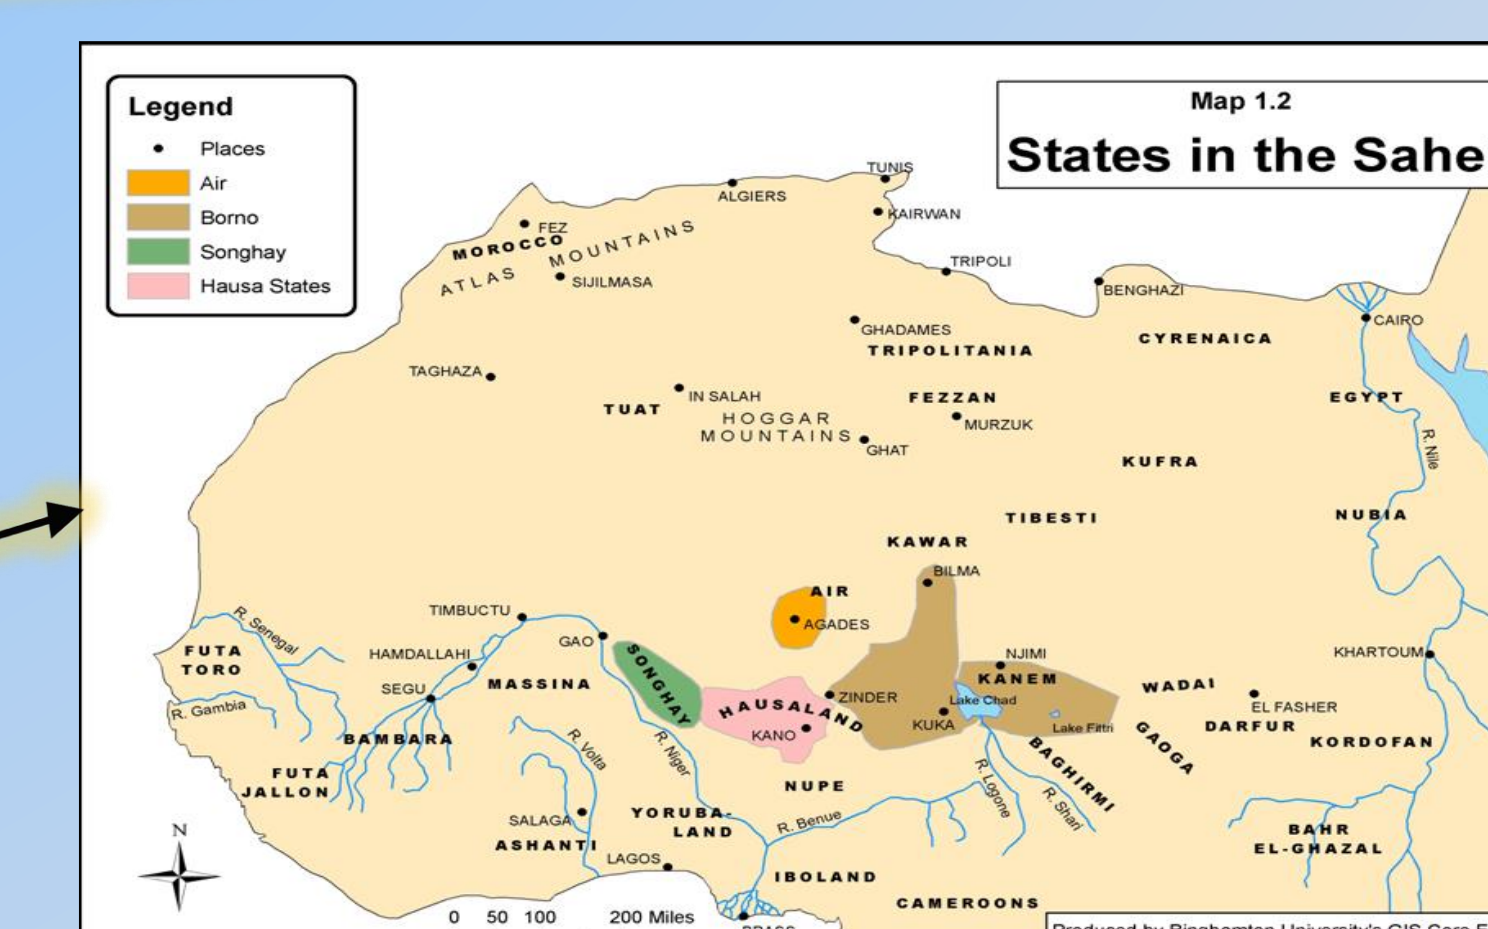 Legend
Places
Air
Borno
Songhay
Hausa States
Map 1.2
States in the Sahe
TUNIS
ALGIERS
KAIRWAN
FEZ
MOROCCO
ATLAS MOUNTAINS
SIJILMASA
TRIPOLI
BENGHAZI
CAIRO
GHADAMES
TRIPOLITANIA
CYRENAICA
TAGHAZA
IN SALAH
TUAT
HOGGAR
MOUNTAINS
FEZZAN
MURZUK
GHAT
EGYPT
R. Nile
KUFRA
TIBESTI
NUBIA
KAWAR
BILMA
AIR
AGADES
TIMBUCTU
GAO
R. Senegal
FUTA
TORO
HAMDALLAHI
SEGU
MASSINA
SONGHAY
R. Gambia
BAMBARA
FUTA
JALLON
R. Volta
R. Niger
HAUSALAND
KANO
ZINDER
NJIMI
KANEM
Lake Chad
KUKA
Lake Fittri
WADAI
KHARTOUM
EL FASHER
DARFUR
GAOGA
KORDOFAN
BAGHIRMI
R. Logone
R. Shari
NUPE
YORUBA-
LAND
R. Benue
SALAGA
ASHANTI
LAGOS
IBOLAND
CAMEROONS
BAHR
EL-GHAZAL
N
0 50 100 200 Miles